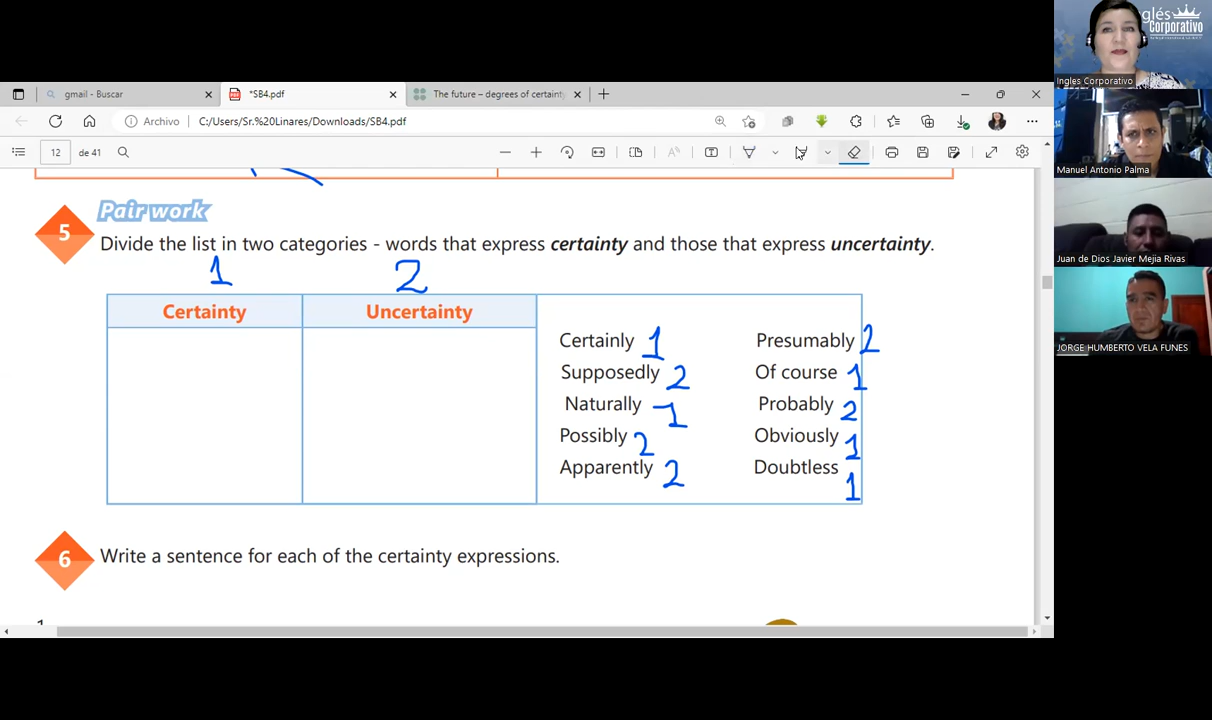 glés
Corporativo
Ingles Corporativo
gmail - Buscar
*SB4.pdf
The future – degrees of certainty
Archivo
C:/Users/Sr.%20Linares/Downloads/SB4.pdf
12 de 41
Manuel Antonio Palma
Pair work
5
Divide the list in two categories - words that express certainty and those that express uncertainty.
Juan de Dios Javier Mejia Rivas
1 2
Certainty Uncertainty
Certainly 1 Presumably 2
JORGE HUMBERTO VELA FUNES
Supposedly 2 Of course 1
Naturally 1 Probably 2
Possibly 2 Obviously 1
Apparently 2 Doubtless 1
6
Write a sentence for each of the certainty expressions.
1